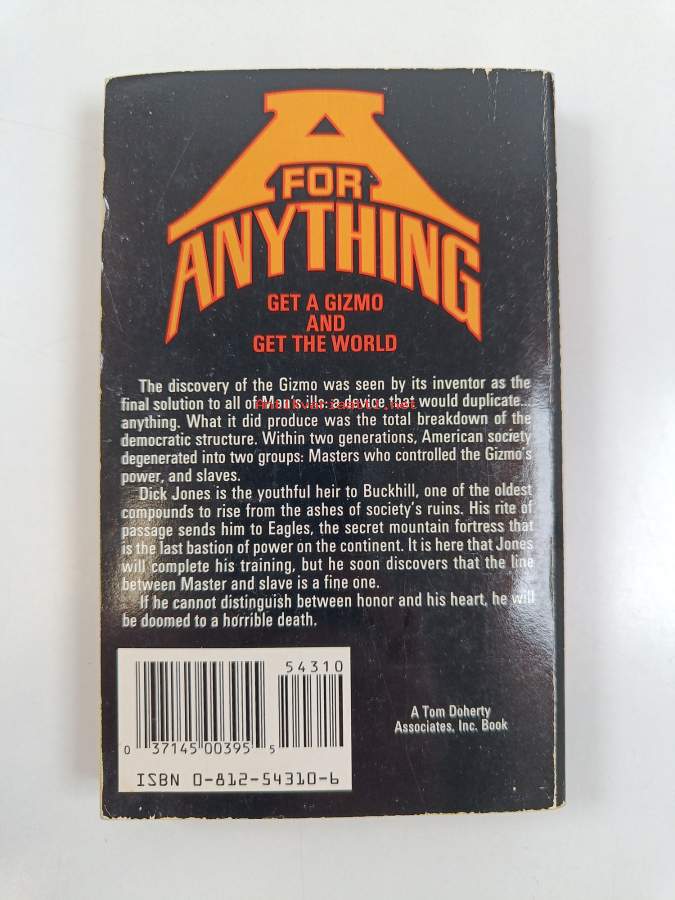 A
FOR
ANYTHING
GET A GIZMO
AND
GET THE WORLD
The discovery of the Gizmo was seen by its inventor as the
final solution to all of Man's ills: a device that would duplicate...
anything. What it did produce was the total breakdown of the
democratic structure. Within two generations, American society
degenerated into two groups: Masters who controlled the Gizmo's
power, and slaves.
Dick Jones is the youthful heir to Buckhill, one of the oldest
compounds to rise from the ashes of society's ruins. His rite of
passage sends him to Eagles, the secret mountain fortress that
is the last bastion of power on the continent. It is here that Jones
will complete his training, but he soon discovers that the line
between Master and slave is a fine one.
If he cannot distinguish between honor and his heart, he will
be doomed to a horrible death.
54310
0 37145 00395 5
ISBN 0-812-54310-6
A Tom Doherty
Associates, Inc. Book